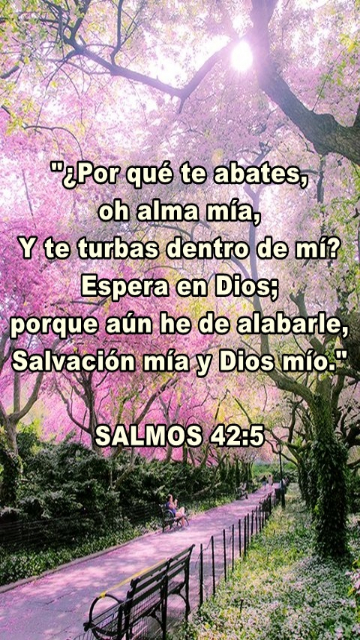 "¿Por qué te abates,
oh alma mía,
Y te turbas dentro de mí?
Espera en Dios;
porque aún he de alabarle,
Salvación mía y Dios mío."
SALMOS 42:5